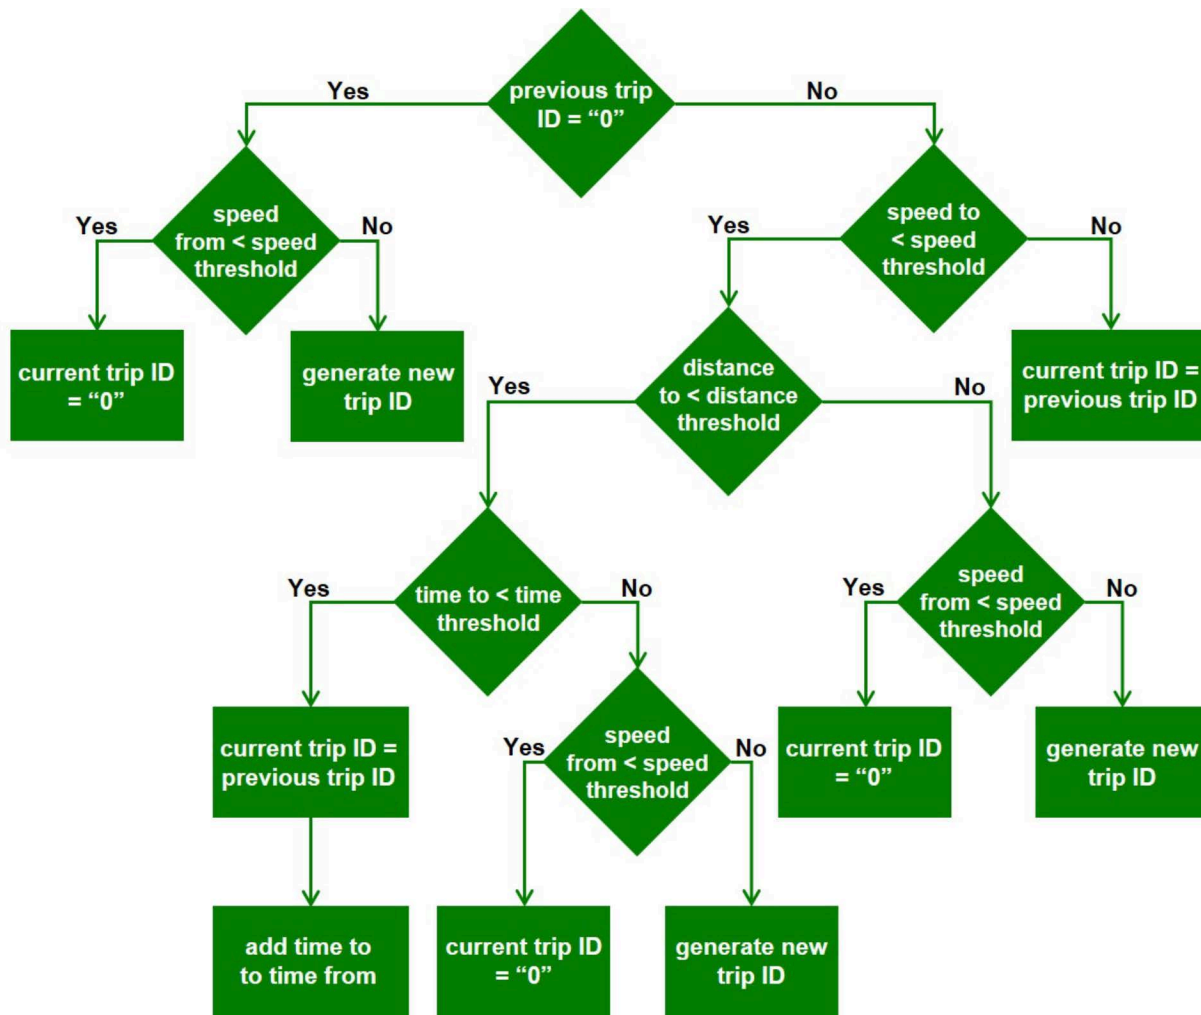 Yes
previous trip
ID = “0”
No
Yes
speed
from < speed
threshold
No
Yes
speed to
< speed
threshold
No
current trip ID
= “0”
generate new
trip ID
Yes
distance
to < distance
threshold
No
current trip ID =
previous trip ID
Yes
time to < time
threshold
No
Yes
speed
from < speed
threshold
No
current trip ID =
previous trip ID
Yes
speed
from < speed
threshold
No
current trip ID
= “0”
generate new
trip ID
add time to
to time from
current trip ID
= “0”
generate new
trip ID